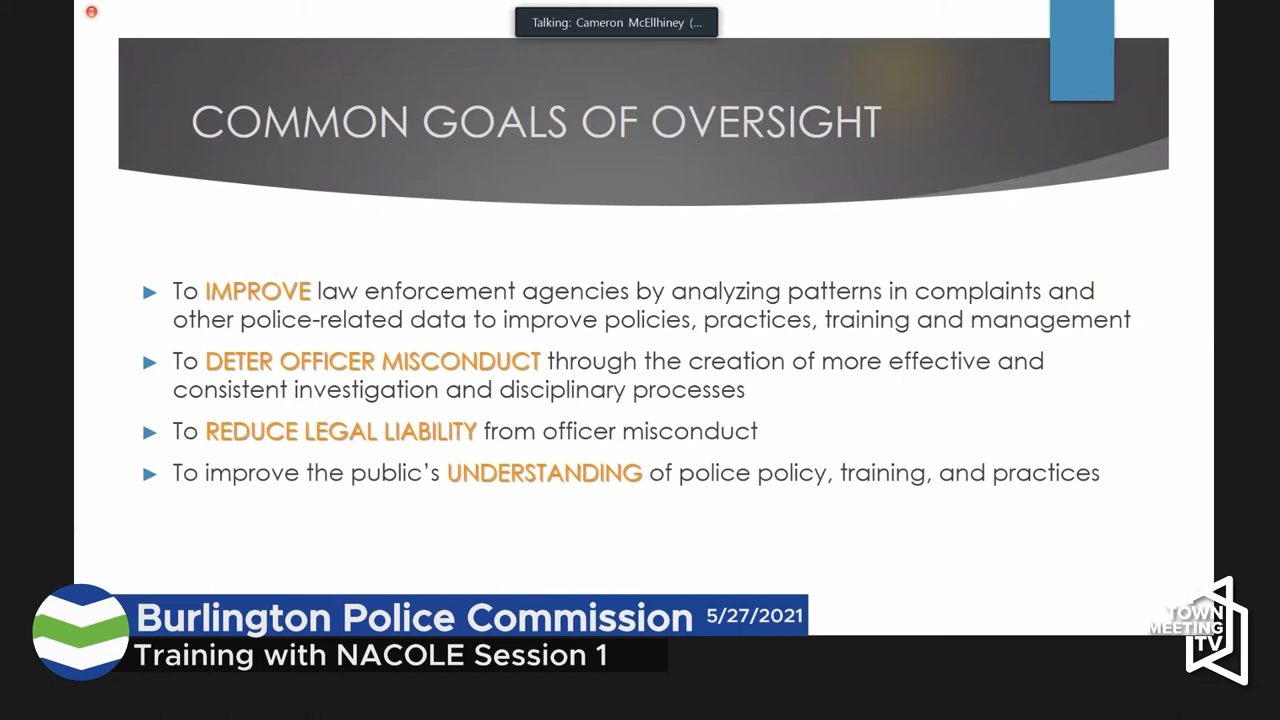 Talking: Cameron McEllhiney (...
COMMON GOALS OF OVERSIGHT
To IMPROVE law enforcement agencies by analyzing patterns in complaints and
other police-related data to improve policies, practices, training and management
To DETER OFFICER MISCONDUCT through the creation of more effective and
consistent investigation and disciplinary processes
To REDUCE LEGAL LIABILITY from officer misconduct
To improve the public's UNDERSTANDING of police policy, training, and practices
Burlington Police Commission 5/27/2021
Training with NACOLE Session 1
TOWN
MEETING
TV